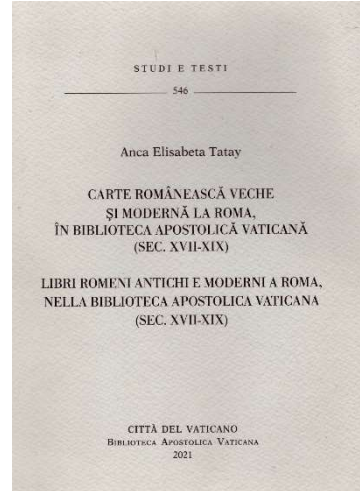 STUDI E TESTI
546
Anca Elisabeta Tatay
CARTE ROMÂNEASCĂ VECHE
ŞI MODERNĂ LA ROMA,
ÎN BIBLIOTECA APOSTOLICĂ VATICANĂ
(SEC. XVII-XIX)
LIBRI ROMENI ANTICHI E MODERNI A ROMA,
NELLA BIBLIOTECA APOSTOLICA VATICANA
(SEC. XVII-XIX)
CITTÀ DEL VATICANO
BIBLIOTECA APOSTOLICA VATICANA
2021